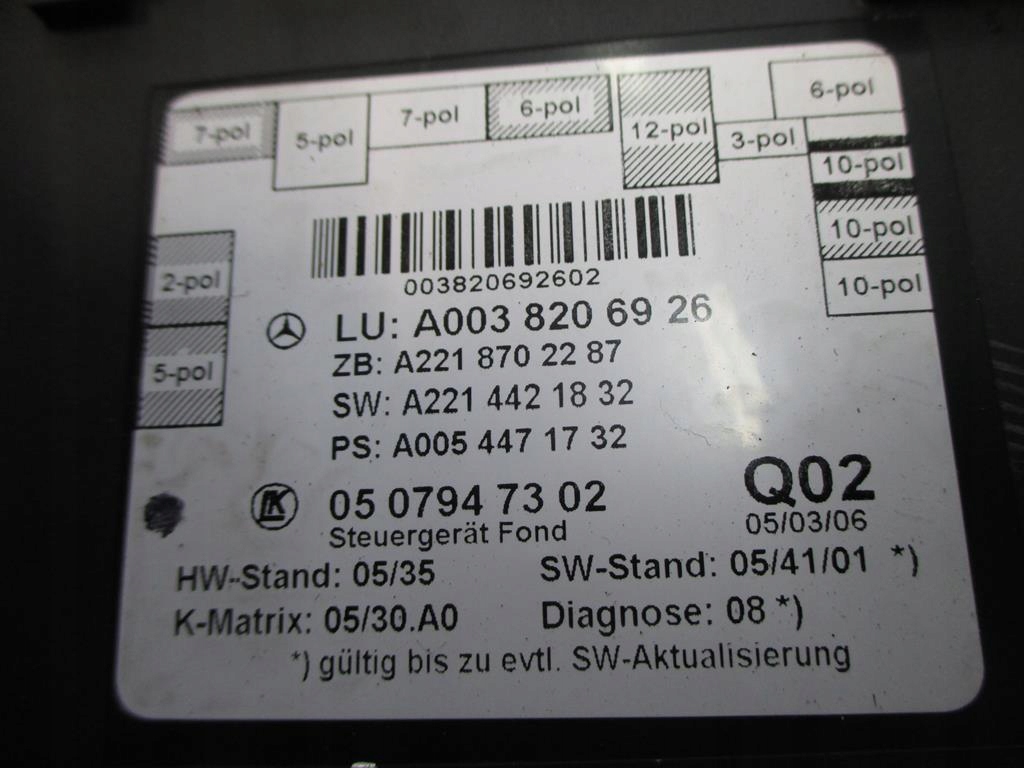 7-pol
5-pol
7-pol
6-pol
12-pol
3-pol
6-pol
10-pol
10-pol
10-pol
2-pol
5-pol
003820692602
LU: A003 820 69 26
ZB: A221 870 22 87
SW: A221 442 18 32
PS: A005 447 17 32
LK 05 0794 73 02
Steuergerät Fond
Q02
05/03/06
HW-Stand: 05/35
SW-Stand: 05/41/01 *)
K-Matrix: 05/30.A0
Diagnose: 08 *)
*) gültig bis zu evtl. SW-Aktualisierung